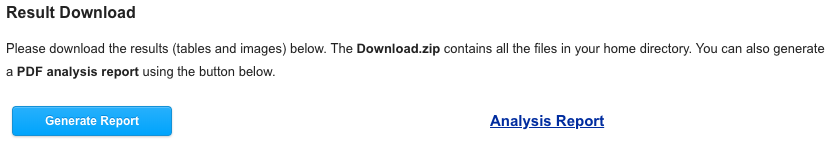 Result Download
Please download the results (tables and images) below. The Download.zip contains all the files in your home directory. You can also generate
a PDF analysis report using the button below.
Generate Report
Analysis Report